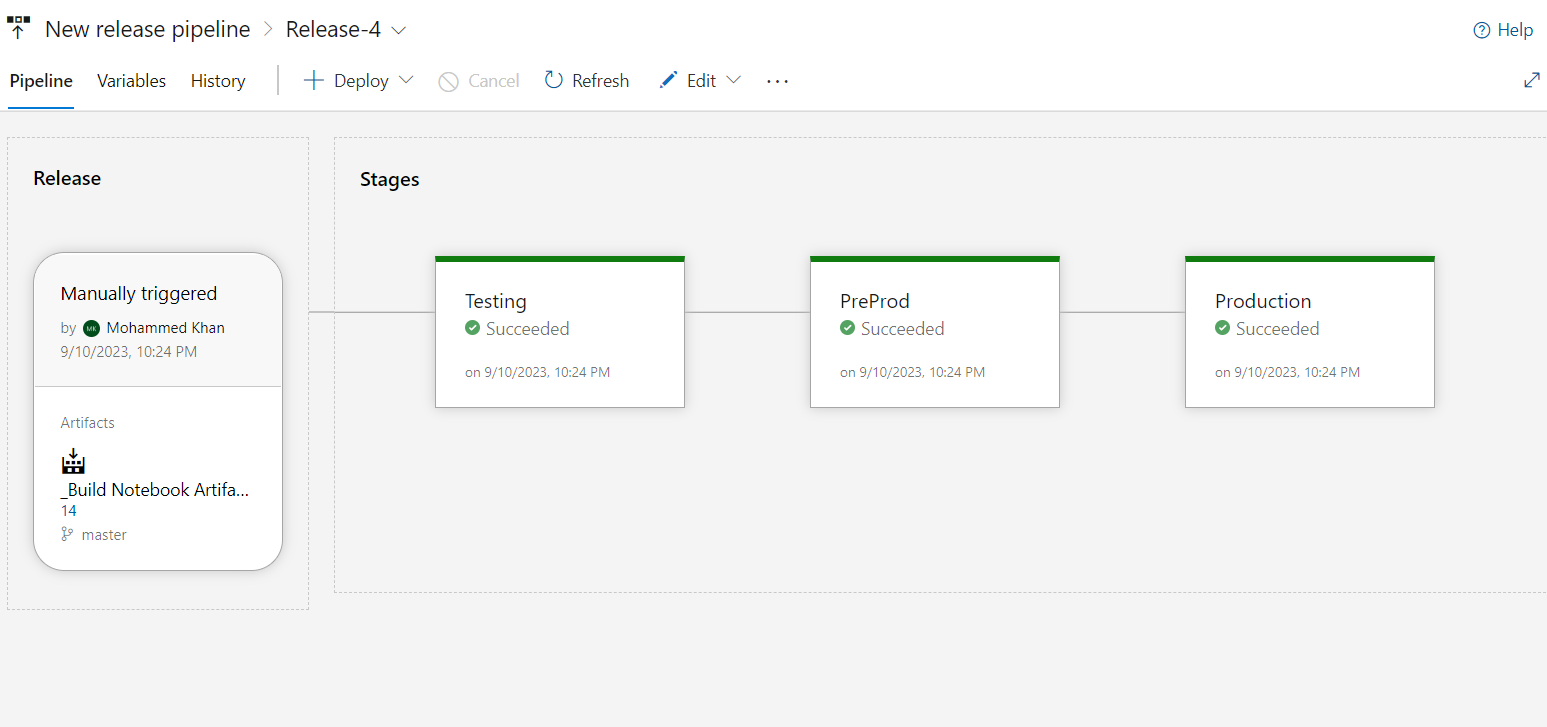 New release pipeline > Release-4
Help
Pipeline Variables History Deploy Cancel Refresh Edit ...
Release
Manually triggered
by MK Mohammed Khan
9/10/2023, 10:24 PM
Artifacts
_Build Notebook Artifa...
14
master
Stages
Testing
Succeeded
on 9/10/2023, 10:24 PM
PreProd
Succeeded
on 9/10/2023, 10:24 PM
Production
Succeeded
on 9/10/2023, 10:24 PM